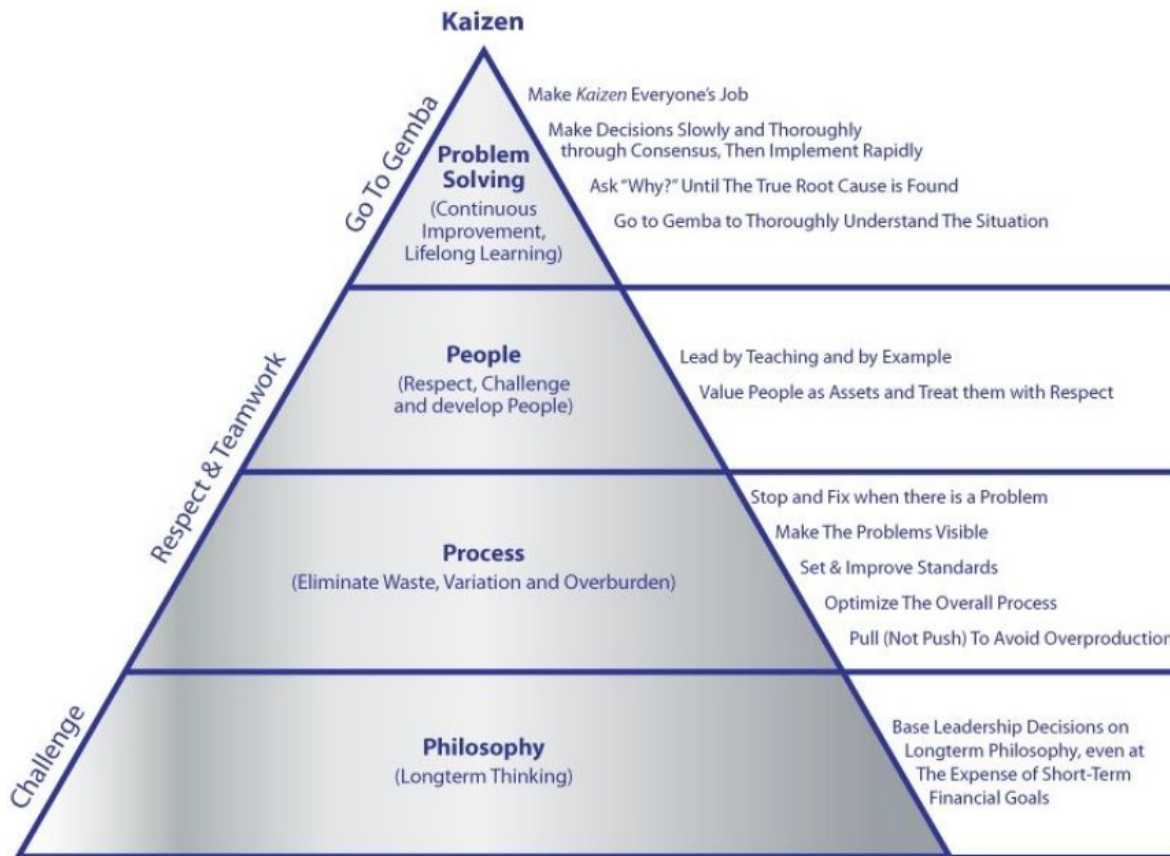 Kaizen
Go To Gemba
Problem
Solving
(Continuous
Improvement,
Lifelong Learning)
Make Kaizen Everyone's Job
Make Decisions Slowly and Thoroughly
through Consensus, Then Implement Rapidly
Ask "Why?" Until The True Root Cause is Found
Go to Gemba to Thoroughly Understand The Situation
Respect & Teamwork
People
(Respect, Challenge
and develop People)
Lead by Teaching and by Example
Value People as Assets and Treat them with Respect
Process
(Eliminate Waste, Variation and Overburden)
Stop and Fix when there is a Problem
Make The Problems Visible
Set & Improve Standards
Optimize The Overall Process
Pull (Not Push) To Avoid Overproduction
Challenge
Philosophy
(Longterm Thinking)
Base Leadership Decisions on
Longterm Philosophy, even at
The Expense of Short-Term
Financial Goals